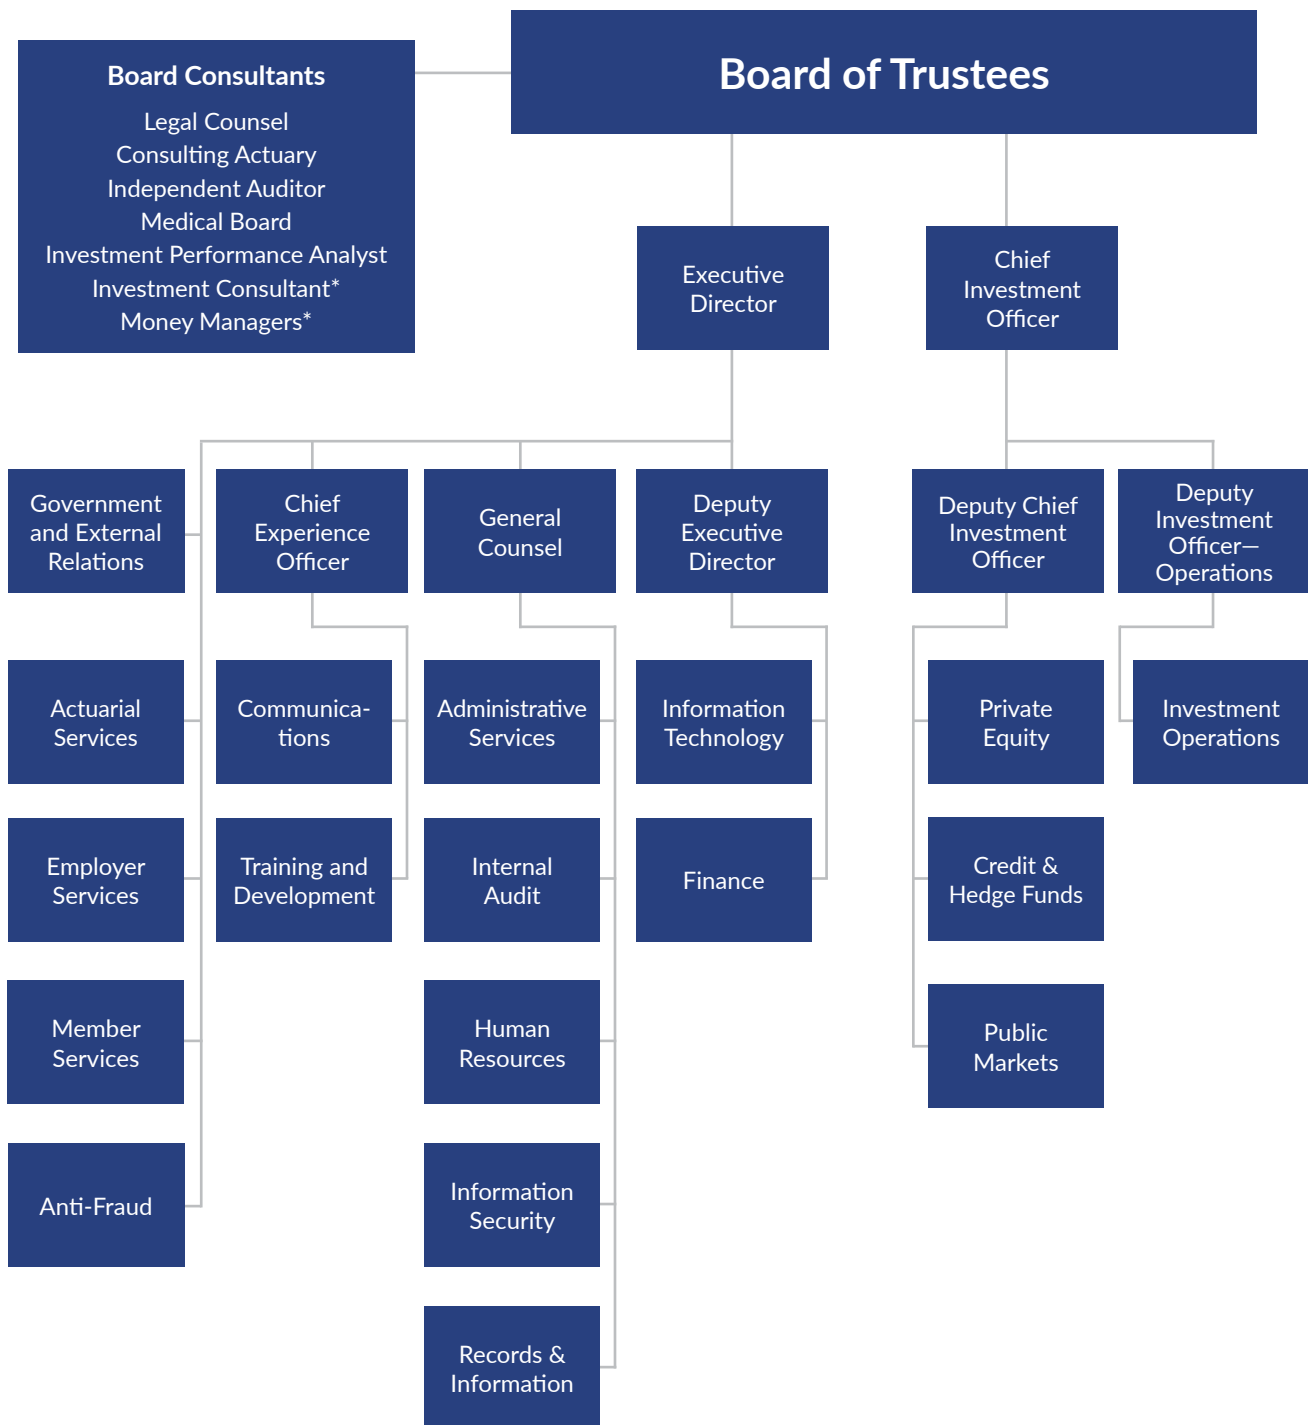 Board of Trustees
Board Consultants
Legal Counsel
Consulting Actuary
Independent Auditor
Medical Board
Investment Performance Analyst
Investment Consultant*
Money Managers*
Executive
Director
Chief
Investment
Officer
Government
and External
Relations
Chief
Experience
Officer
General
Counsel
Deputy
Executive
Director
Deputy Chief
Investment
Officer
Deputy
Investment
Officer—
Operations
Actuarial
Services
Communica-
tions
Administrative
Services
Information
Technology
Private
Equity
Investment
Operations
Employer
Services
Training and
Development
Internal
Audit
Finance
Credit &
Hedge Funds
Member
Services
Human
Resources
Public
Markets
Anti-Fraud
Information
Security
Records &
Information